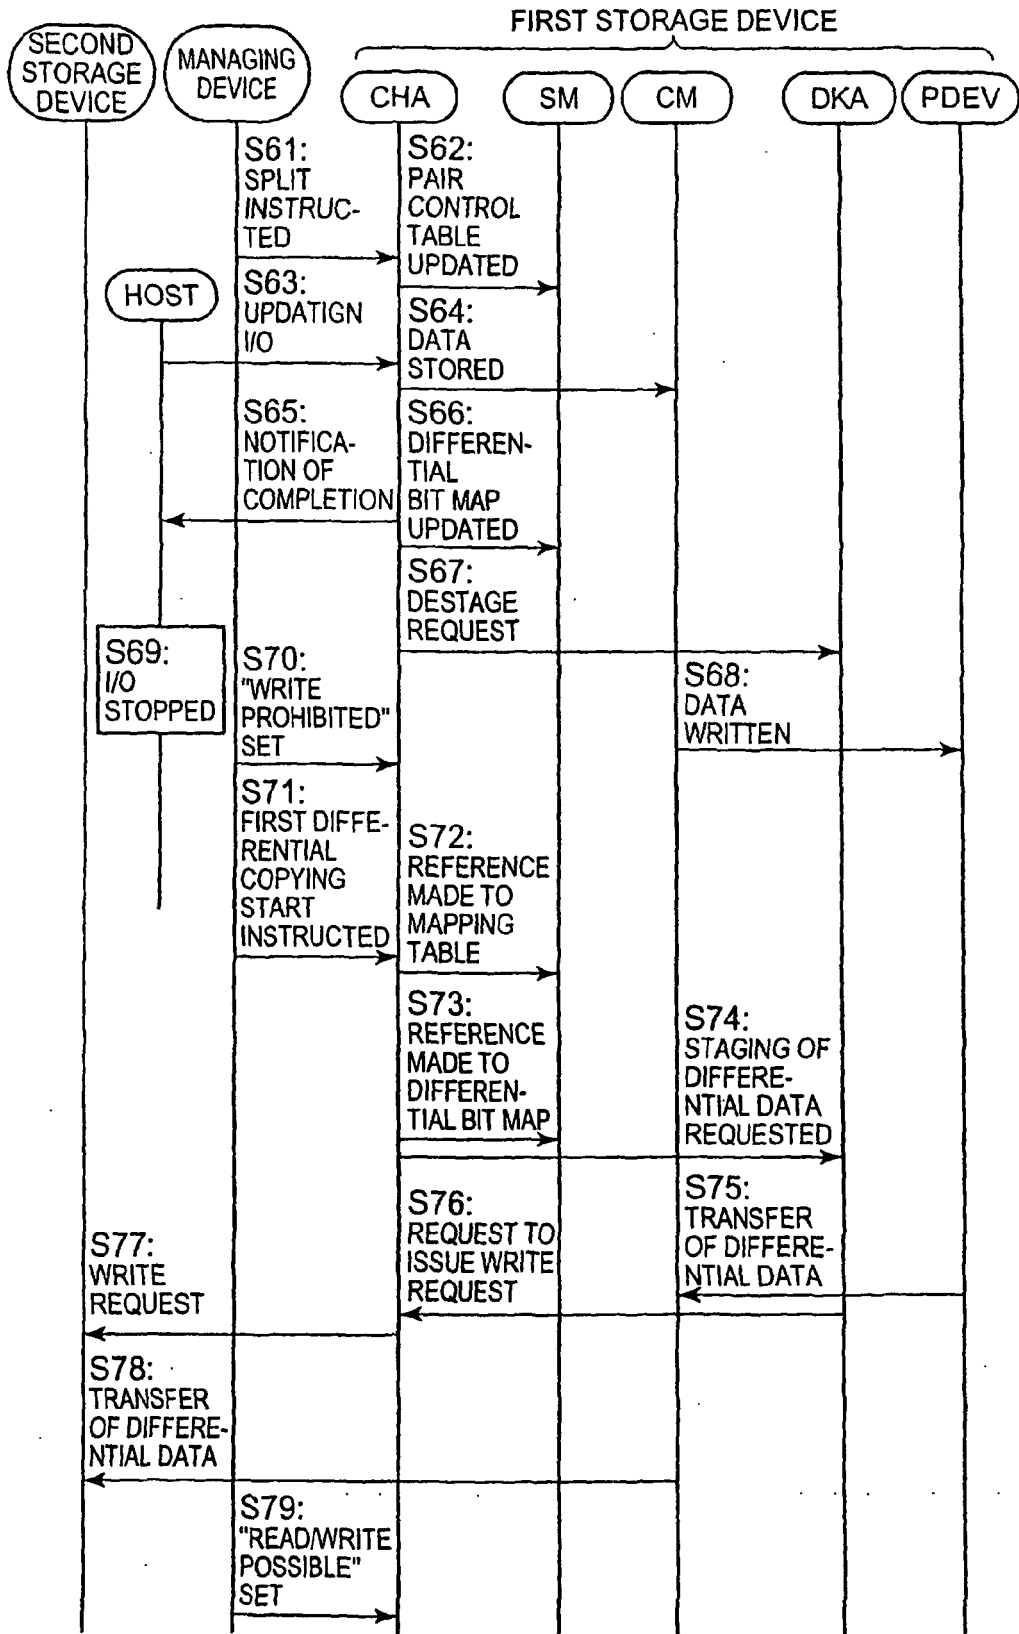 FIRST STORAGE DEVICE
SECOND
STORAGE
DEVICE
MANAGING
DEVICE
CHA
SM
CM
DKA
PDEV
S61:
SPLIT
INSTRUC-
TED
S62:
PAIR
CONTROL
TABLE
UPDATED
HOST
S63:
UPDATIGN
I/O
S64:
DATA
STORED
S65:
NOTIFICA-
TION OF
COMPLETION
S66:
DIFFEREN-
TIAL
BIT MAP
UPDATED
S67:
DESTAGE
REQUEST
S68:
DATA
WRITTEN
S69:
I/O
STOPPED
S70:
"WRITE
PROHIBITED"
SET
S71:
FIRST DIFFE-
RENTIAL
COPYING
START
INSTRUCTED
S72:
REFERENCE
MADE TO
MAPPING
TABLE
S73:
REFERENCE
MADE TO
DIFFEREN-
TIAL BIT MAP
S74:
STAGING OF
DIFFERE-
NTIAL DATA
REQUESTED
S75:
TRANSFER
OF DIFFERE-
NTIAL DATA
S76:
REQUEST TO
ISSUE WRITE
REQUEST
S77:
WRITE
REQUEST
S78:
TRANSFER
OF DIFFERE-
NTIAL DATA
S79:
"READ/WRITE
POSSIBLE"
SET